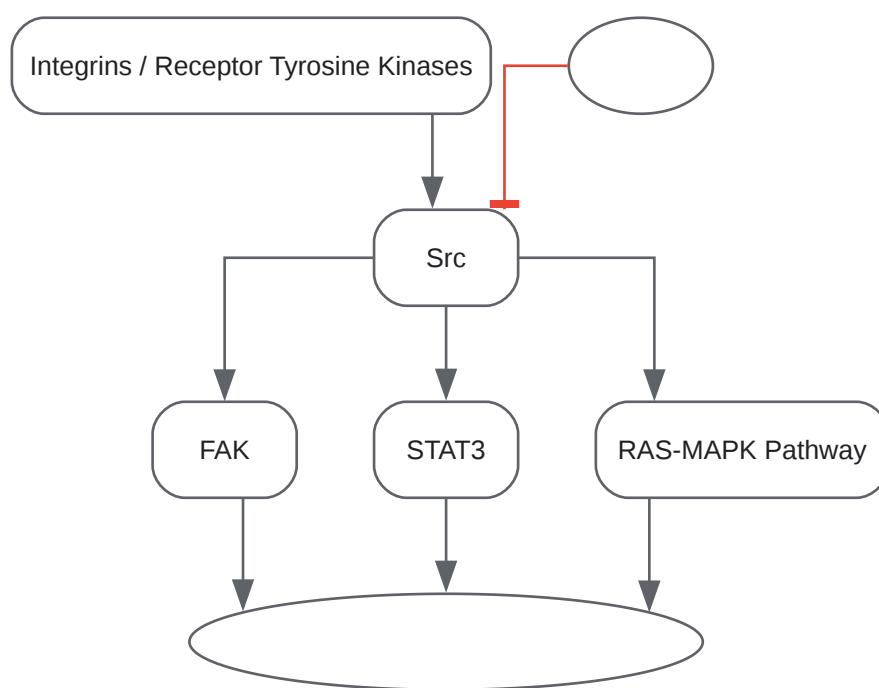 Integrins / Receptor Tyrosine Kinases
Src
FAK
STAT3
RAS-MAPK Pathway